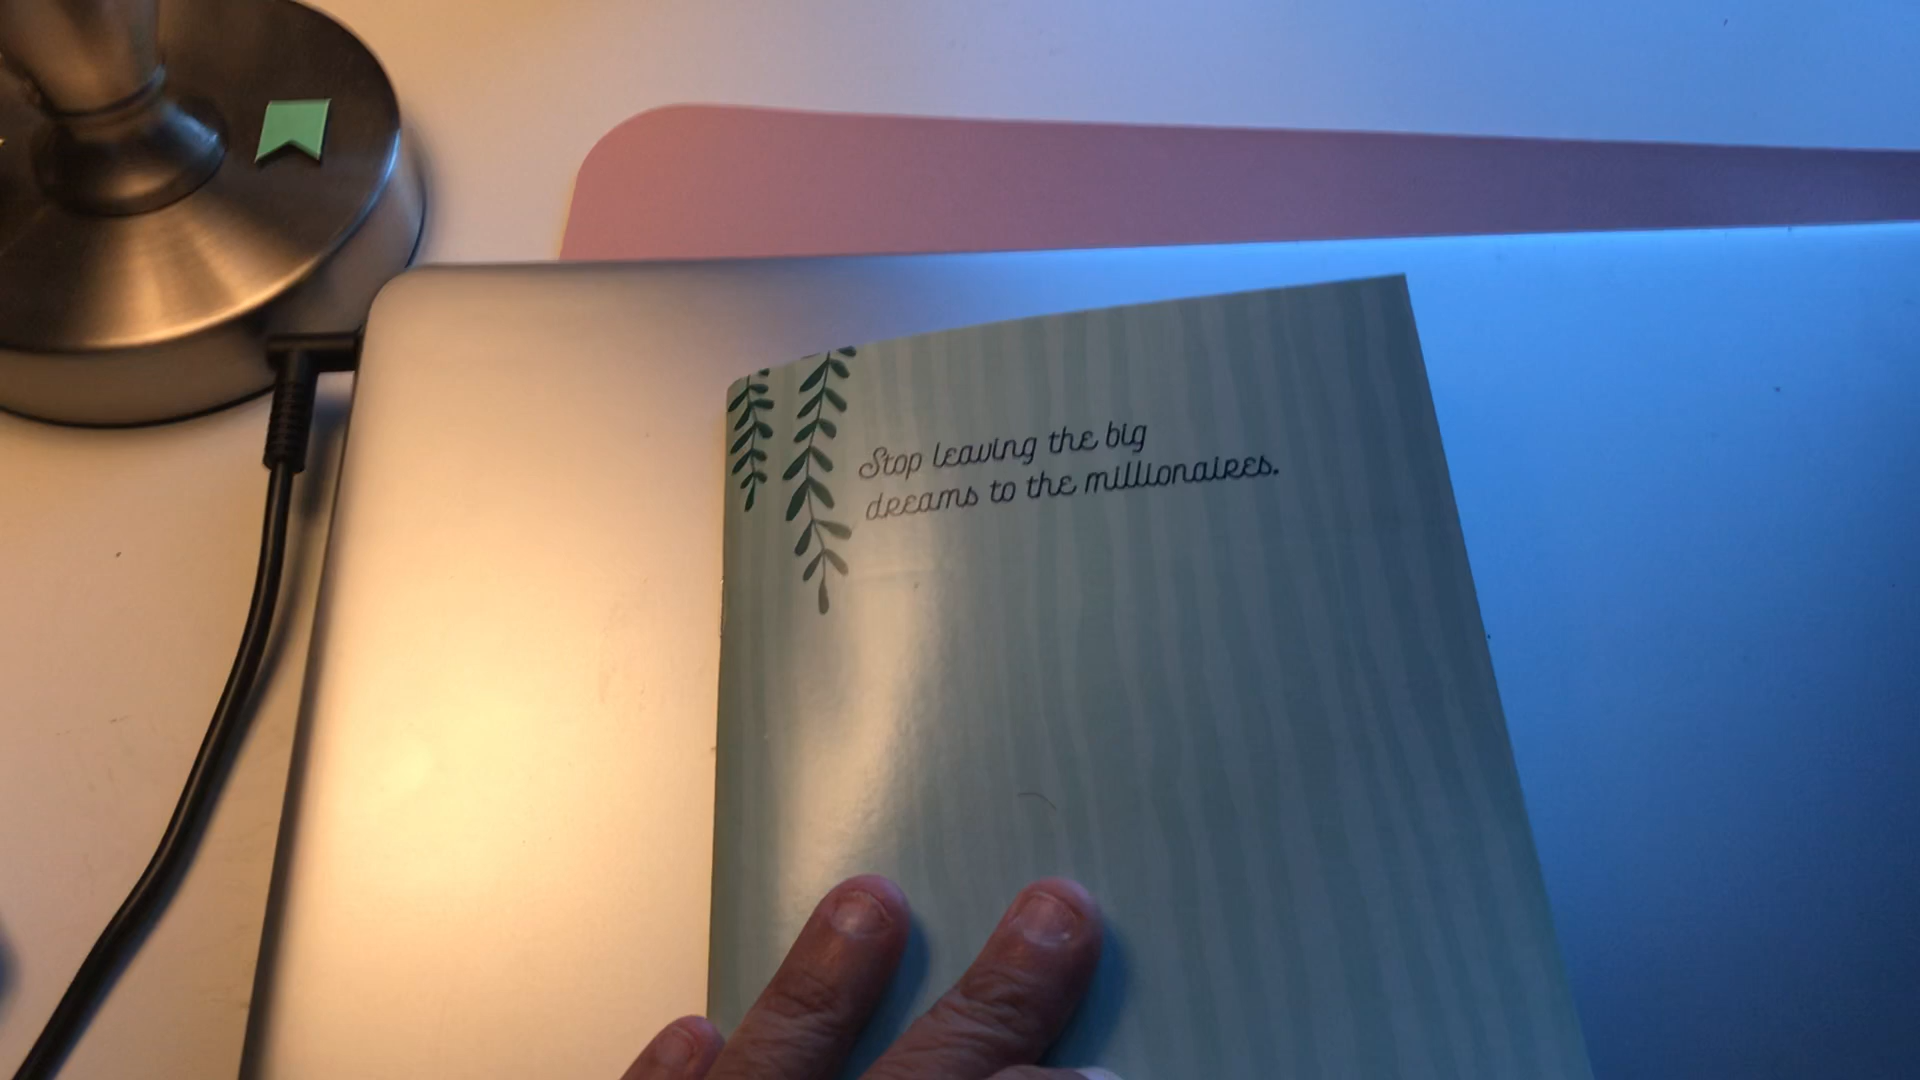 Stop leaving the big
dreams to the millionaires.